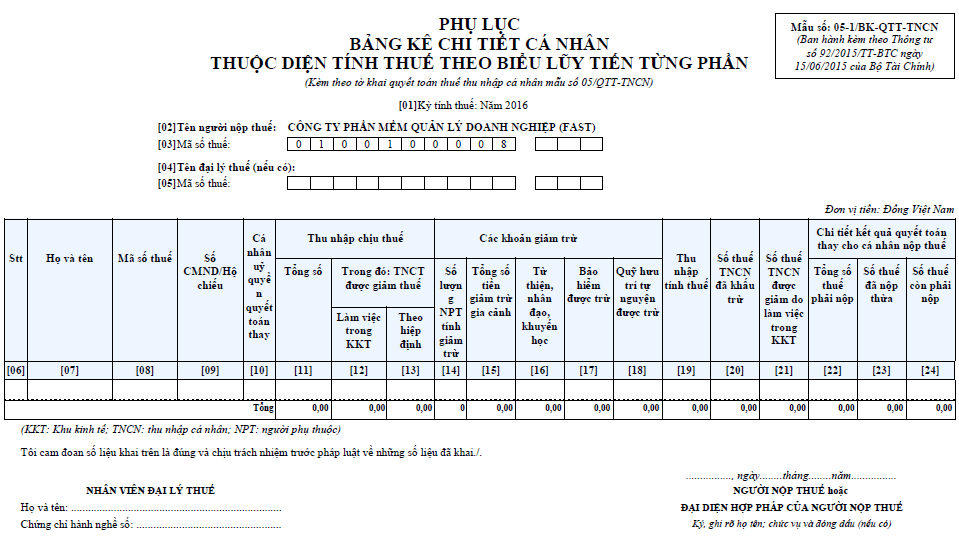 PHỤ LỤC
BẢNG KÊ CHI TIẾT CÁ NHÂN
THUỘC DIỆN TÍNH THUẾ THEO BIỂU LŨY TIẾN TỪNG PHẦN
(Kèm theo tờ khai quyết toán thuế thu nhập cá nhân mẫu số 05/QTT-TNCN)
Mẫu số: 05-1/BK-QTT-TNCN
(Ban hành kèm theo Thông tư
số 92/2015/TT-BTC ngày
15/06/2015 của Bộ Tài Chính)
[01]Kỳ tính thuế: Năm 2016
[02]Tên người nộp thuế: CÔNG TY PHẦN MỀM QUẢN LÝ DOANH NGHIỆP (FAST)
[03]Mã số thuế: 0 1 0 0 1 0 0 0 0 8
[04]Tên đại lý thuế (nếu có):
[05]Mã số thuế:
Đơn vị tiền: Đồng Việt Nam
Stt
Họ và tên
Mã số thuế
Số
CMND/Hộ
chiếu
Cá
nhân
uỷ
quyề
n
quyết
toán
thay
Thu nhập chịu thuế
Tổng số
Trong đó: TNCT
được giảm thuế
Làm việc
trong
KKT
Theo
hiệp
định
Các khoản giảm trừ
Số
lượn
g
NPT
tính
giảm
trừ
Tổng số
tiền
giảm trừ
gia cảnh
Từ
thiện,
nhân
đạo,
khuyến
học
Bảo
hiểm
được trừ
Quỹ hưu
trí tự
nguyện
được trừ
Thu
nhập
tính thuế
Số thuế
TNCN
đã khấu
trừ
Số thuế
TNCN
được
giảm do
làm việc
trong
KKT
Chi tiết kết quả quyết toán
thay cho cá nhân nộp thuế
Tổng số
thuế
phải nộp
Số thuế
đã nộp
thừa
Số thuế
còn phải
nộp
[06] [07] [08] [09] [10] [11] [12] [13] [14] [15] [16] [17] [18] [19] [20] [21] [22] [23] [24]
Tổng 0,00 0,00 0,00 0 0,00 0,00 0,00 0,00 0,00 0,00 0,00 0,00 0,00 0,00
(KKT: Khu kinh tế; TNCN: thu nhập cá nhân; NPT: người phụ thuộc)
Tôi cam đoan số liệu khai trên là đúng và chịu trách nhiệm trước pháp luật về những số liệu đã khai./.
................, ngày........tháng........năm................
NHÂN VIÊN ĐẠI LÝ THUẾ
Họ và tên: ..........................................................................
Chứng chỉ hành nghề số: ...................................................
NGƯỜI NỘP THUẾ hoặc
ĐẠI DIỆN HỢP PHÁP CỦA NGƯỜI NỘP THUẾ
Ký, ghi rõ họ tên; chức vụ và đóng dấu (nếu có)